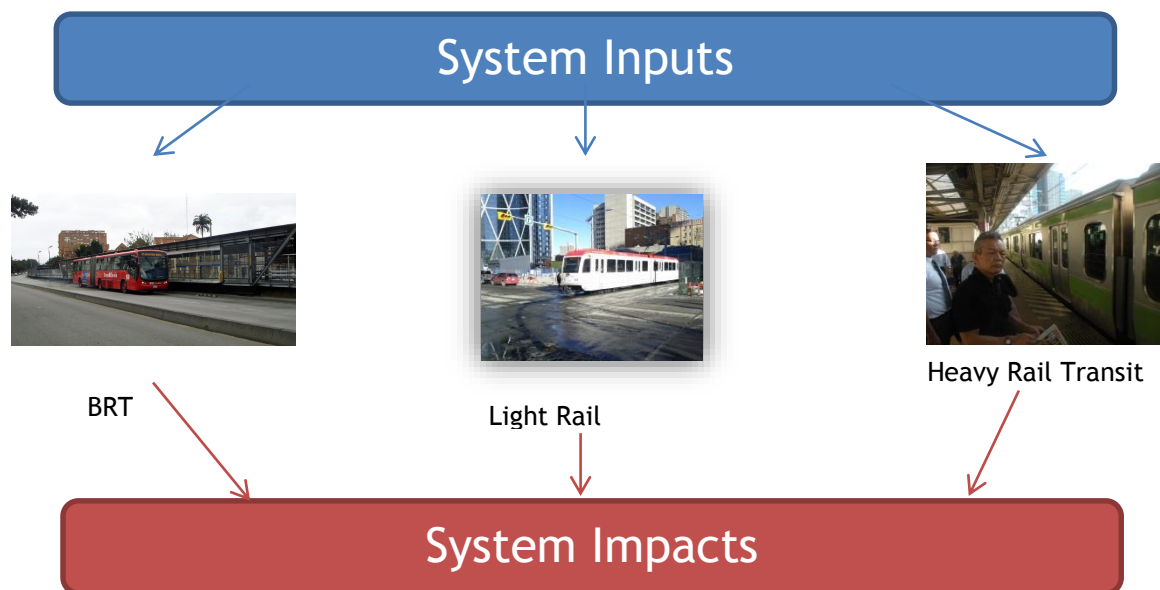 System Inputs
BRT
Light Rail
Heavy Rail Transit
System Impacts